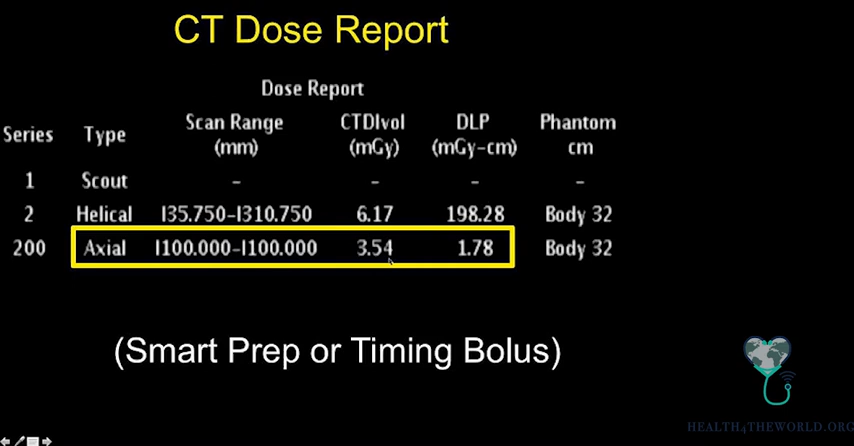 CT Dose Report
Dose Report
Series Type Scan Range (mm) CTDIvol (mGy) DLP (mGy-cm) Phantom cm
1 Scout - - - -
2 Helical I35.750-I310.750 6.17 198.28 Body 32
200 Axial I100.000-I100.000 3.54 1.78 Body 32
(Smart Prep or Timing Bolus)
HEALTH4THEWORLD.ORG